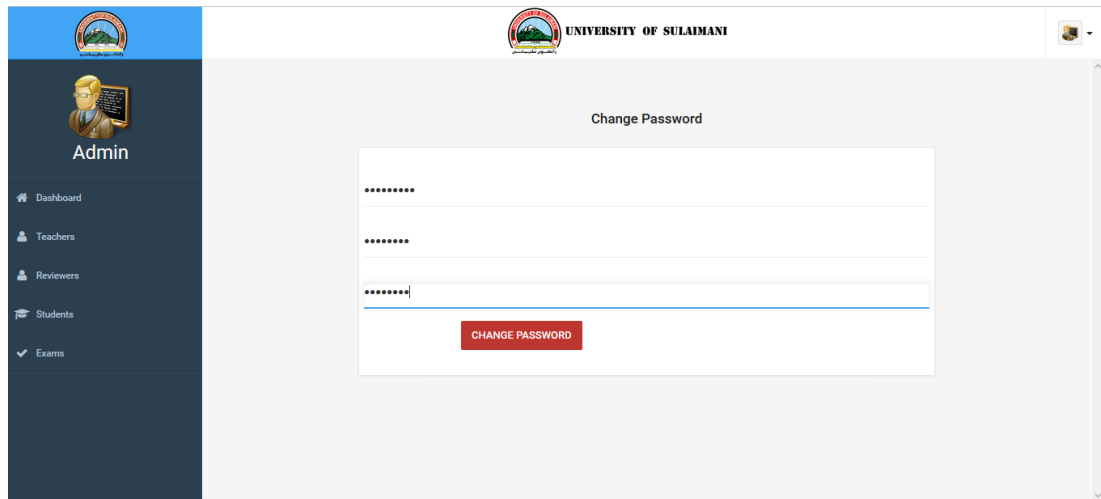 UNIVERSITY OF SULAIMANI
Admin
Dashboard
Teachers
Reviewers
Students
Exams
Change Password
•••••••••
••••••••
••••••••
CHANGE PASSWORD